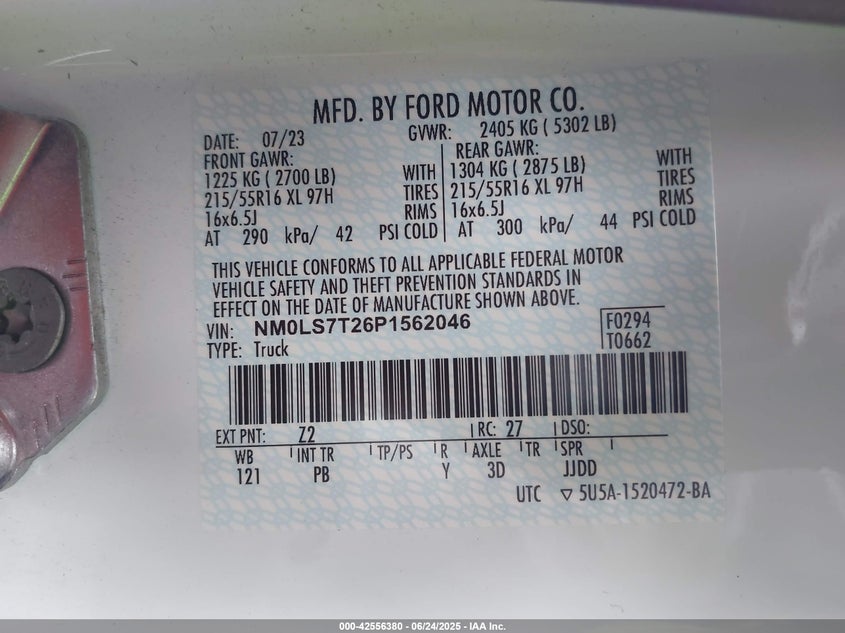 MFD. BY FORD MOTOR CO.
DATE: 07/23 GVWR: 2405 KG ( 5302 LB)
FRONT GAWR: REAR GAWR:
1225 KG ( 2700 LB) WITH 1304 KG ( 2875 LB) WITH
215/55R16 XL 97H TIRES 215/55R16 XL 97H TIRES
16x6.5J RIMS 16x6.5J RIMS
AT 290 kPa/ 42 PSI COLD AT 300 kPa/ 44 PSI COLD
THIS VEHICLE CONFORMS TO ALL APPLICABLE FEDERAL MOTOR
VEHICLE SAFETY AND THEFT PREVENTION STANDARDS IN
EFFECT ON THE DATE OF MANUFACTURE SHOWN ABOVE.
VIN: NM0LS7T26P1562046 F0294
TYPE: Truck T0662
EXT PNT: Z2 RC: 27 DSO:
WB INT TR TP/PS R AXLE TR SPR
121 PB Y 3D JJDD
UTC ▽ 5U5A-1520472-BA
000-42556380 - 06/24/2025 - IAA Inc.